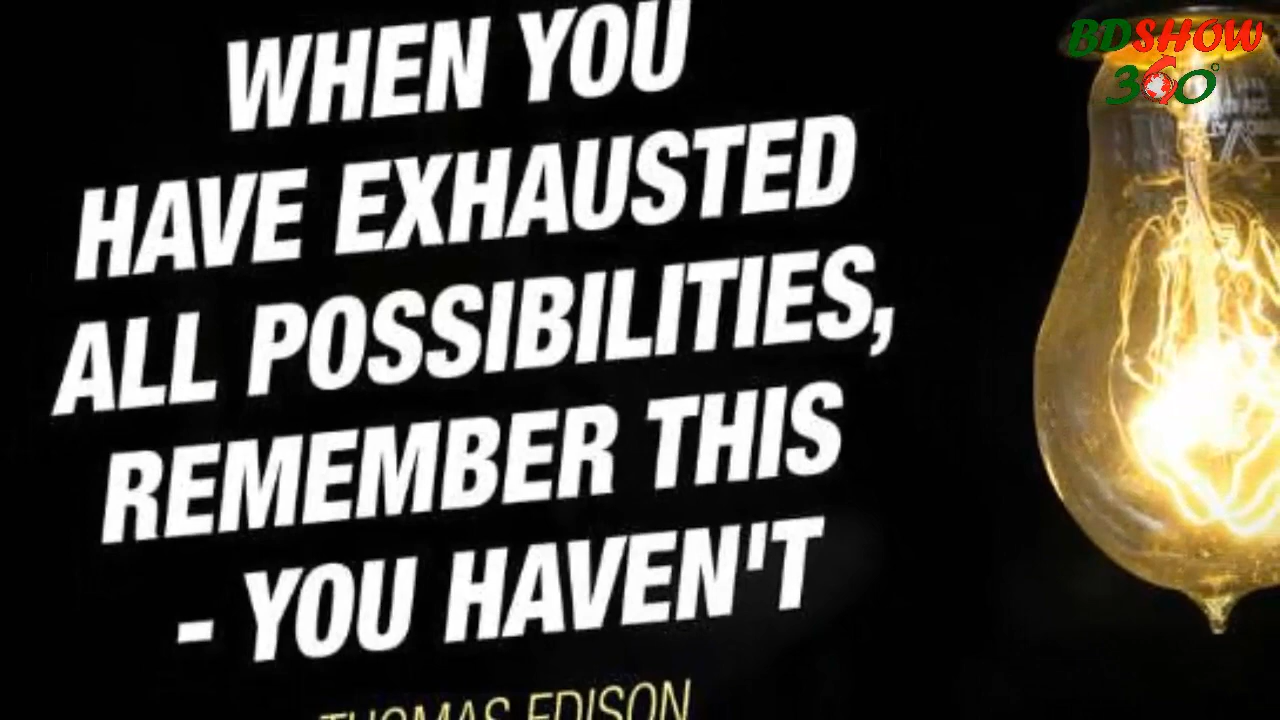 BDSHOW
360°
WHEN YOU
HAVE EXHAUSTED
ALL POSSIBILITIES,
REMEMBER THIS
- YOU HAVEN'T
THOMAS EDISON